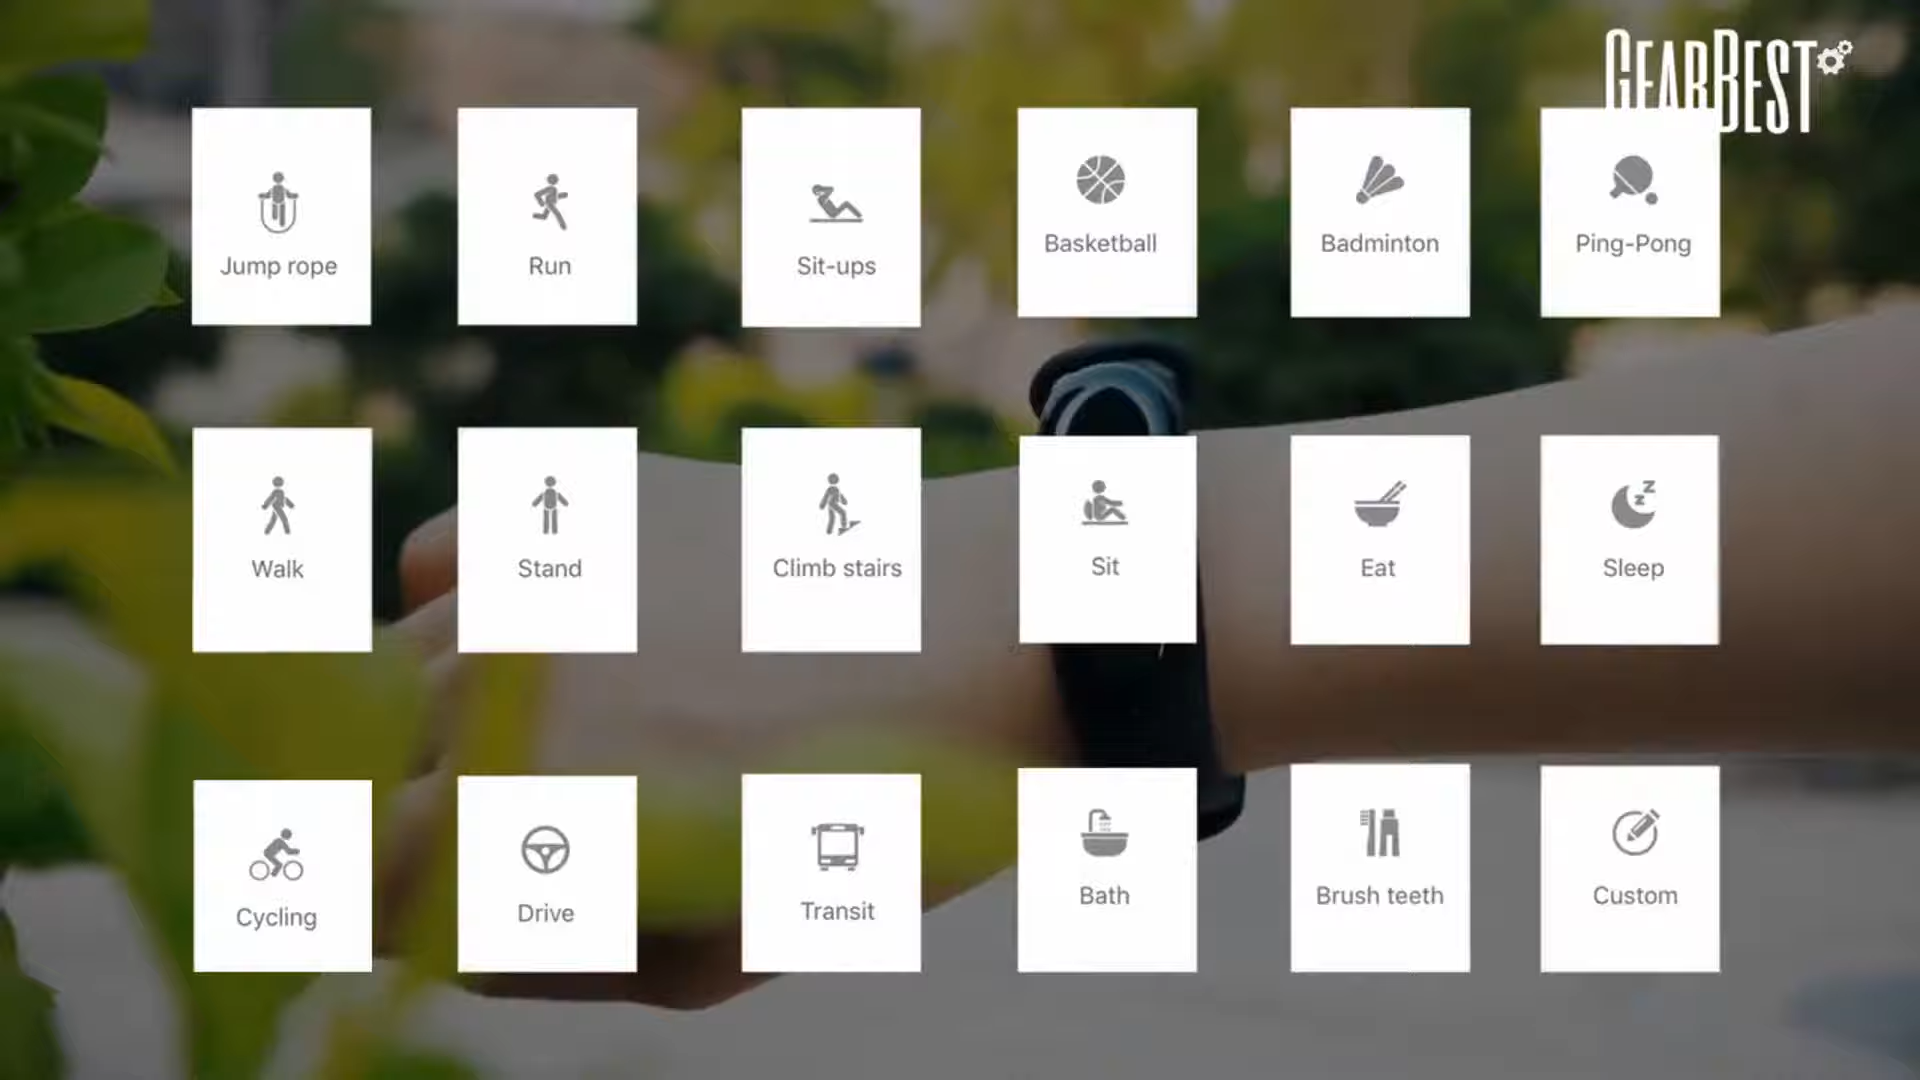 GEARBEST
Jump rope
Run
Sit-ups
Basketball
Badminton
Ping-Pong
Walk
Stand
Climb stairs
Sit
Eat
Sleep
Cycling
Drive
Transit
Bath
Brush teeth
Custom